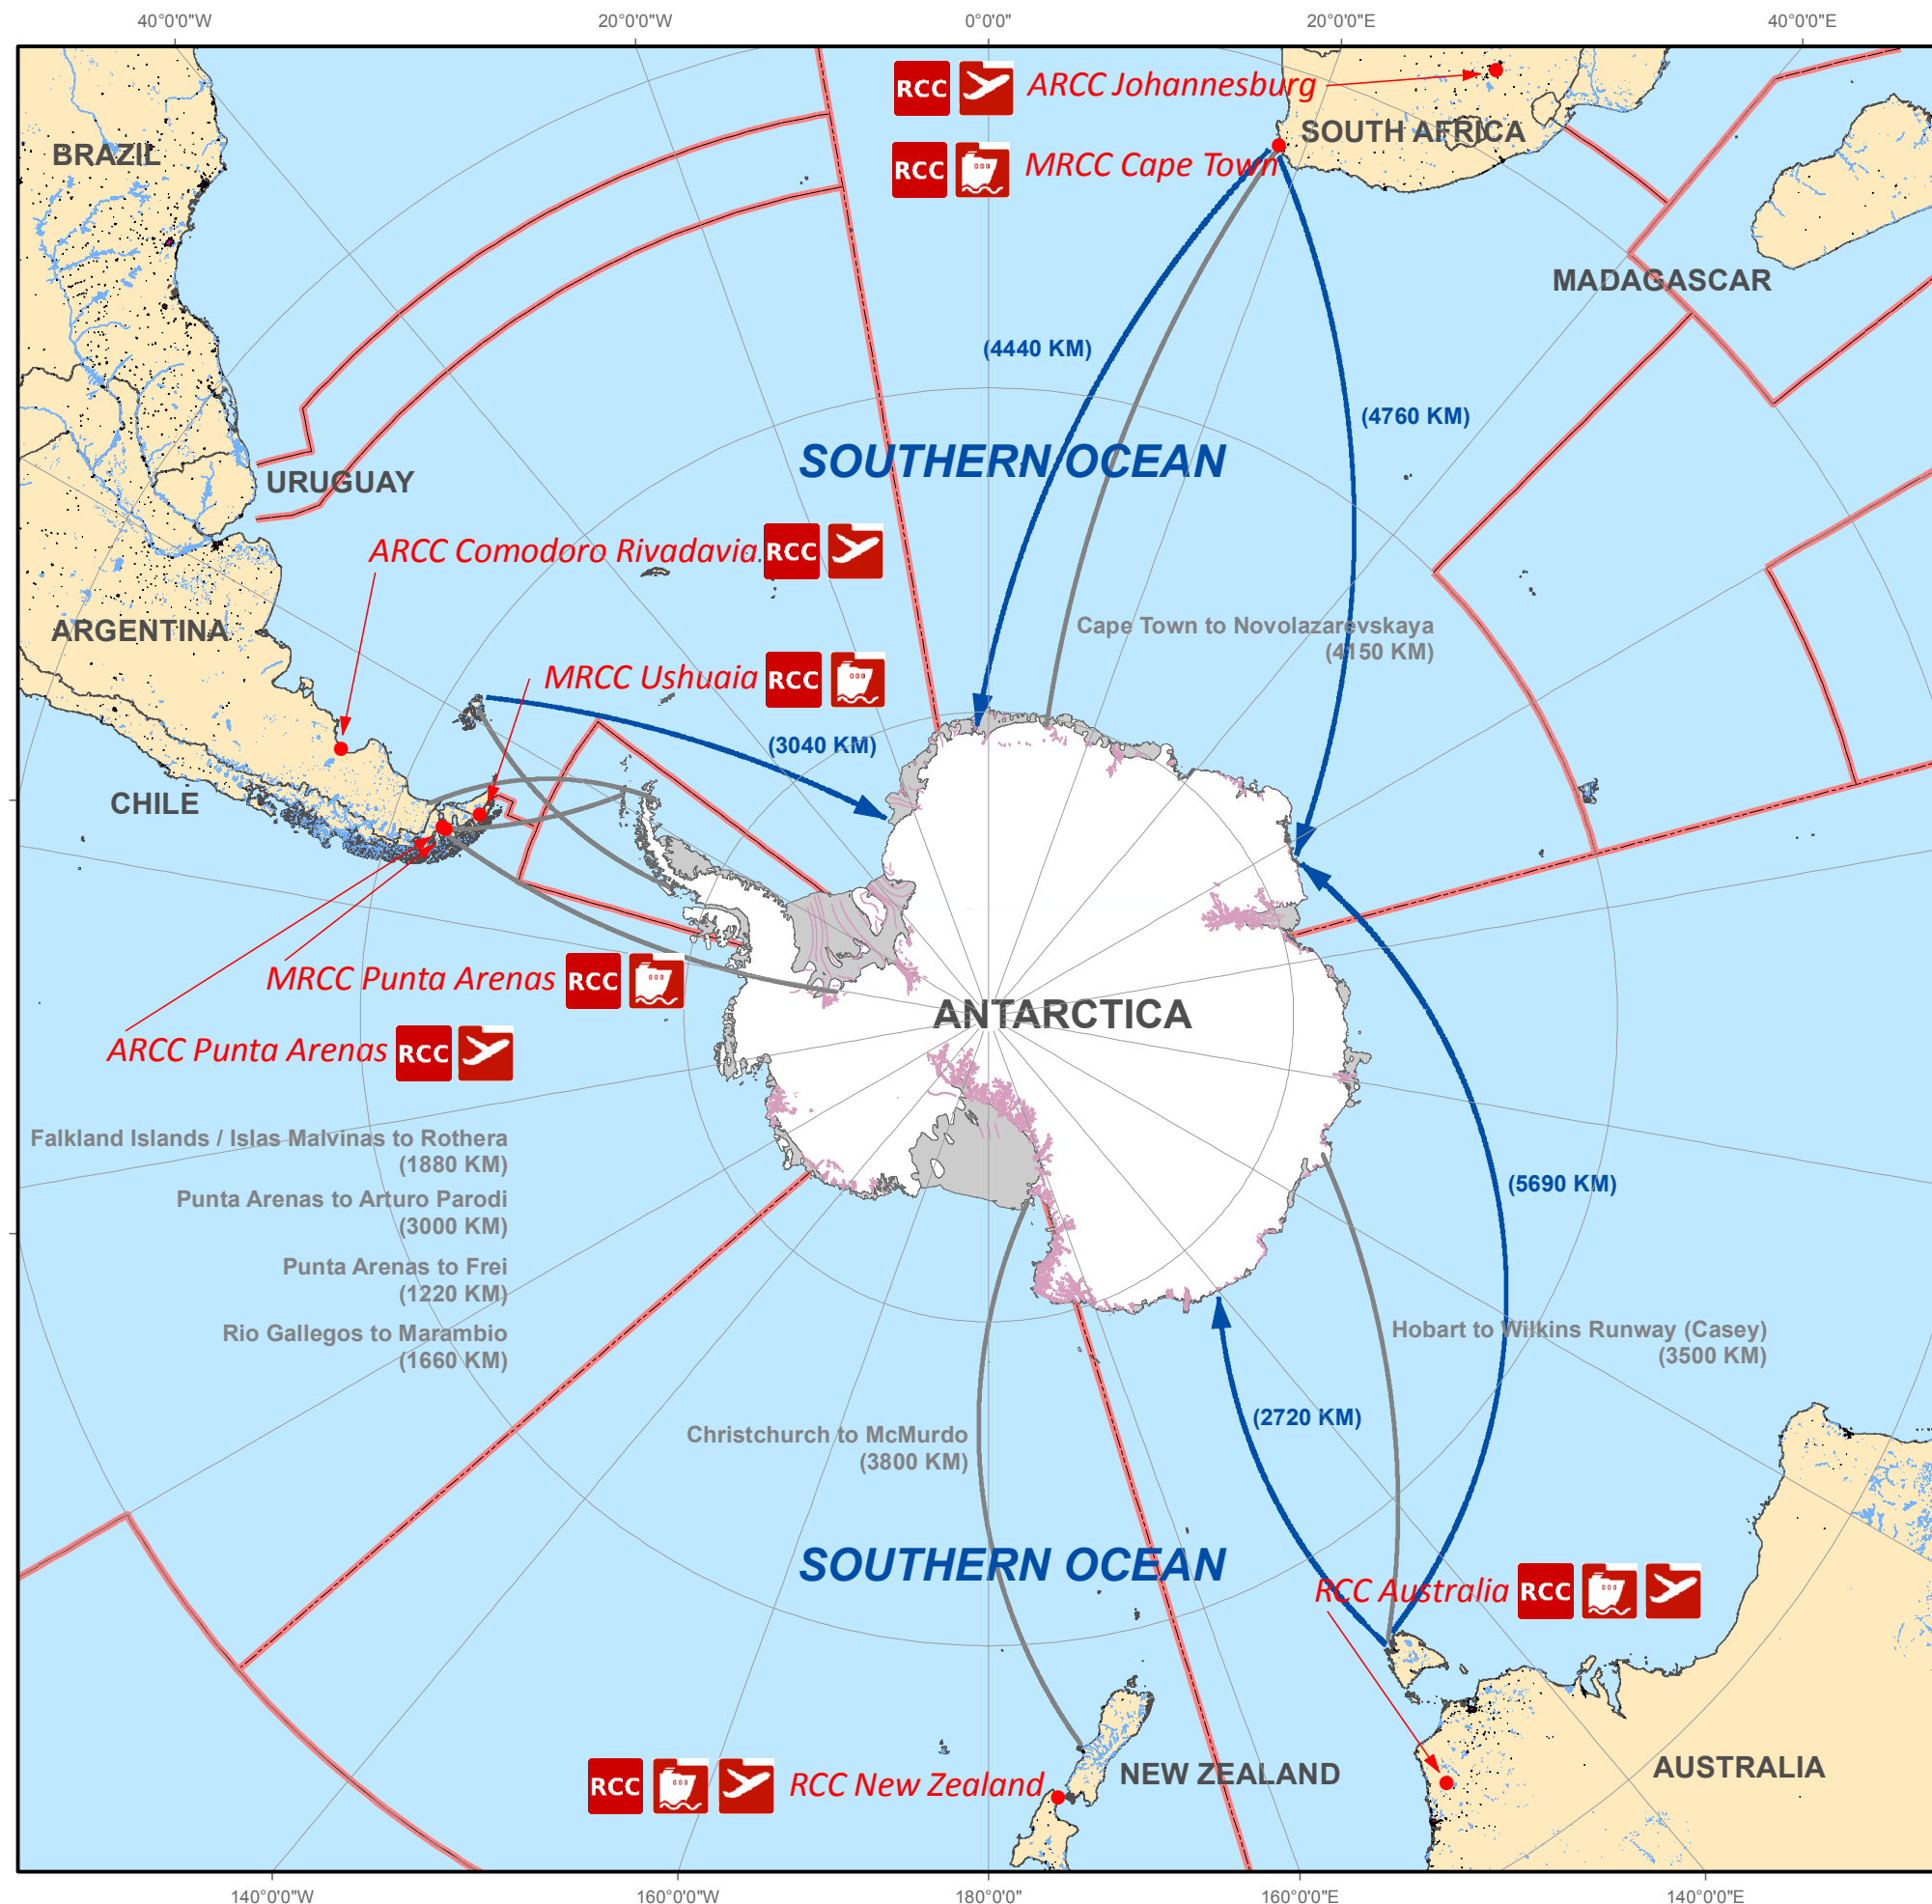 40°0'0"W
20°0'0"W
0°0'0"
20°0'0"E
40°0'0"E
RCC
ARCC Johannesburg
BRAZIL
SOUTH AFRICA
RCC
MRCC Cape Town
MADAGASCAR
(4440 KM)
(4760 KM)
SOUTHERN OCEAN
URUGUAY
ARCC Comodoro Rivadavia
RCC
ARGENTINA
Cape Town to Novolazarevskaya
(4150 KM)
MRCC Ushuaia
RCC
(3040 KM)
CHILE
MRCC Punta Arenas
RCC
ANTARCTICA
ARCC Punta Arenas
RCC
Falkland Islands / Islas Malvinas to Rothera
(1880 KM)
Punta Arenas to Arturo Parodi
(3000 KM)
Punta Arenas to Frei
(1220 KM)
Rio Gallegos to Marambio
(1660 KM)
(5690 KM)
Hobart to Wilkins Runway (Casey)
(3500 KM)
(2720 KM)
Christchurch to McMurdo
(3800 KM)
SOUTHERN OCEAN
RCC Australia
RCC
RCC
RCC New Zealand
NEW ZEALAND
AUSTRALIA
140°0'0"W
160°0'0"W
180°0'0"
160°0'0"E
140°0'0"E